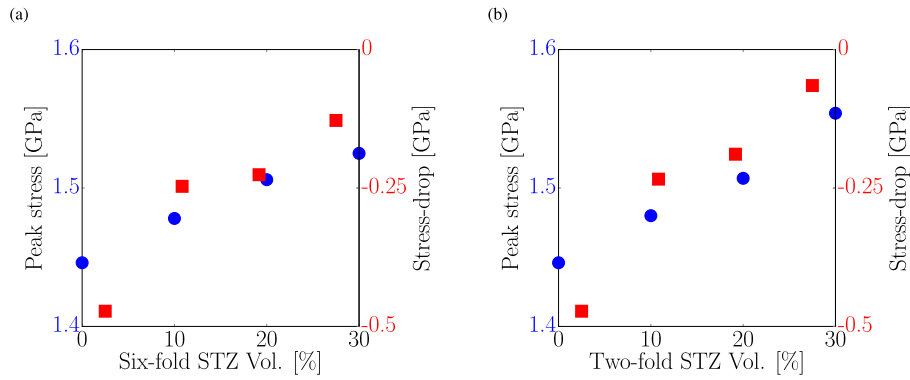 (a)
1.6
1.5
1.4
Peak stress [GPa]
0
-0.25
-0.5
Stress-drop [GPa]
0 10 20 30
Six-fold STZ Vol. [%]
(b)
1.6
1.5
1.4
Peak stress [GPa]
0
-0.25
-0.5
Stress-drop [GPa]
0 10 20 30
Two-fold STZ Vol. [%]